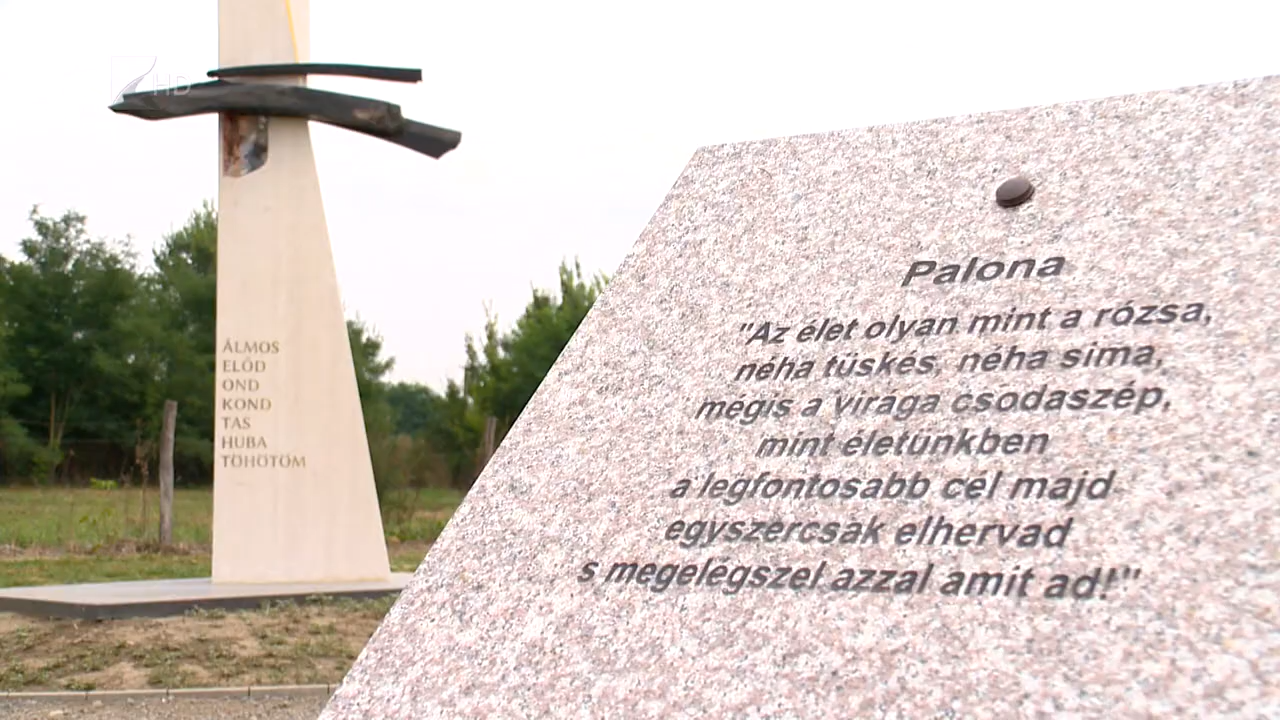 HD
ÁLMOS
ELŐD
OND
KOND
TAS
HUBA
TÖHÖTÖM
Palona
"Az élet olyan mint a rózsa,
néha tüskés, néha sima,
mégis a virága csodaszép,
mint életünkben
a legfontosabb cél majd
egyszercsak elhervad
s megelégszel azzal amit ad!"